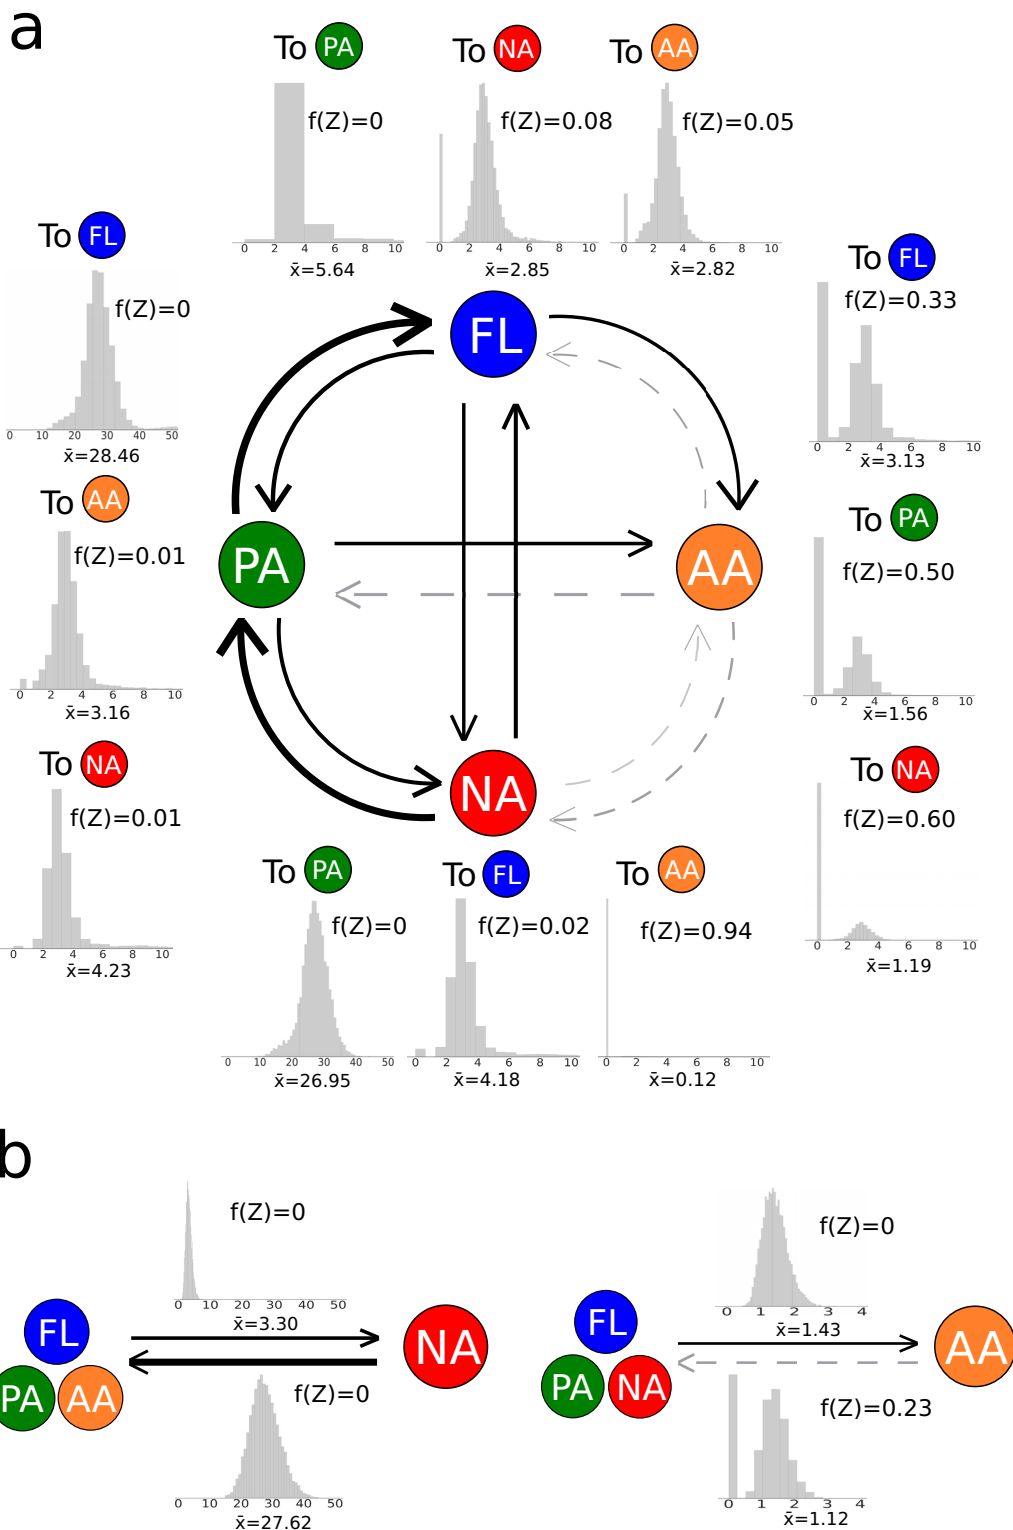 a
To PA
To NA
To AA
f(Z)=0
f(Z)=0.08
f(Z)=0.05
0 2 4 6 8 10
0 2 4 6 8 10
0 2 4 6 8 10
x̄=5.64
x̄=2.85
x̄=2.82
To FL
f(Z)=0
0 10 20 30 40 50
x̄=28.46
To FL
f(Z)=0.33
0 2 4 6 8 10
x̄=3.13
FL
To AA
f(Z)=0.01
0 2 4 6 8 10
x̄=3.16
PA
AA
To PA
f(Z)=0.50
0 2 4 6 8 10
x̄=1.56
To NA
f(Z)=0.01
0 2 4 6 8 10
x̄=4.23
NA
To NA
f(Z)=0.60
0 2 4 6 8 10
x̄=1.19
To PA
To FL
To AA
f(Z)=0
f(Z)=0.02
f(Z)=0.94
0 10 20 30 40 50
0 2 4 6 8 10
0 2 4 6 8 10
x̄=26.95
x̄=4.18
x̄=0.12
b
f(Z)=0
0 10 20 30 40 50
x̄=3.30
FL
PA AA
NA
f(Z)=0
0 10 20 30 40 50
x̄=27.62
f(Z)=0
0 1 2 3 4
x̄=1.43
FL
PA NA
AA
f(Z)=0.23
0 1 2 3 4
x̄=1.12